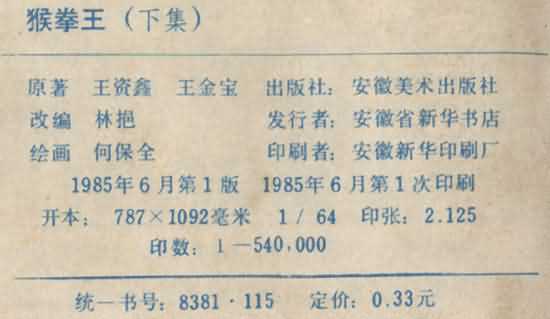 猴拳王（下集）
原著 王资鑫 王金宝 出版社：安徽美术出版社
改编 林挹 发行者：安徽省新华书店
绘画 何保全 印刷者：安徽新华印刷厂
1985年6月第1版 1985年6月第1次印刷
开本：787×1092毫米 1/64 印张：2.125
印数：1—540,000
统一书号：8381·115 定价：0.33元